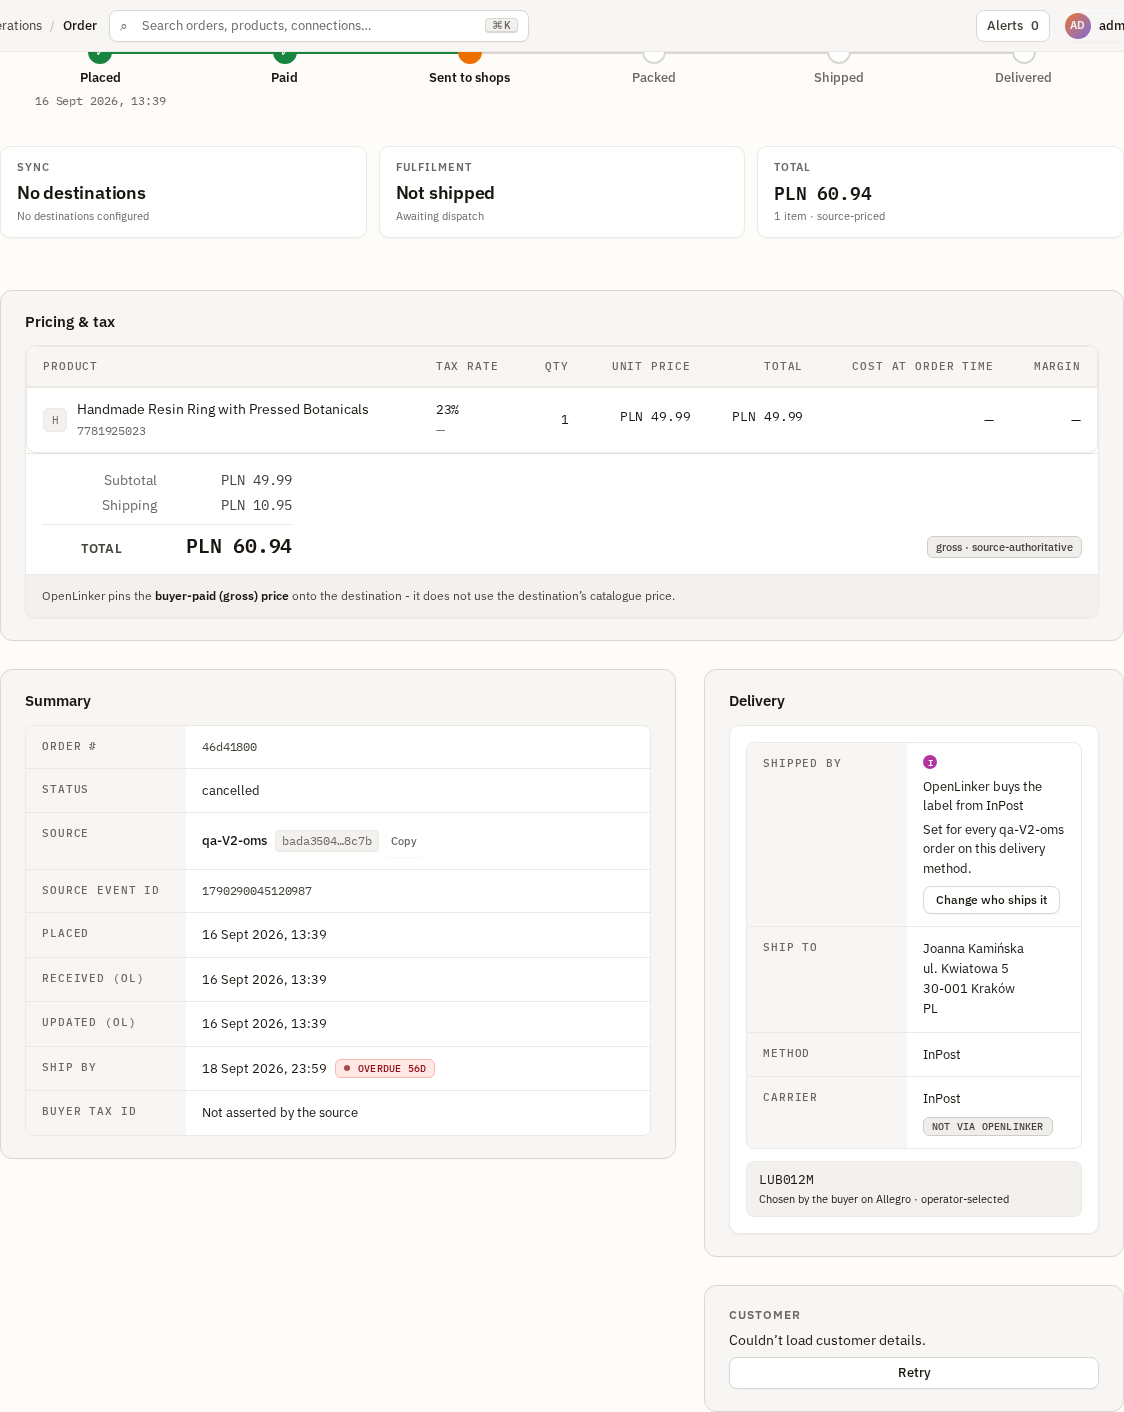 erations / Order
Search orders, products, connections... ⌘K
Alerts 0
AD adm
Placed
Paid
Sent to shops
Packed
Shipped
Delivered
16 Sept 2026, 13:39
SYNC
No destinations
No destinations configured
FULFILMENT
Not shipped
Awaiting dispatch
TOTAL
PLN 60.94
1 item · source-priced
Pricing & tax
PRODUCT TAX RATE QTY UNIT PRICE TOTAL COST AT ORDER TIME MARGIN
H Handmade Resin Ring with Pressed Botanicals 23% 1 PLN 49.99 PLN 49.99 — —
7781925023 —
Subtotal PLN 49.99
Shipping PLN 10.95
TOTAL PLN 60.94
gross · source-authoritative
OpenLinker pins the buyer-paid (gross) price onto the destination - it does not use the destination's catalogue price.
Summary
ORDER # 46d41800
STATUS cancelled
SOURCE qa-V2-oms bada3504…8c7b Copy
SOURCE EVENT ID 1790290045120987
PLACED 16 Sept 2026, 13:39
RECEIVED (OL) 16 Sept 2026, 13:39
UPDATED (OL) 16 Sept 2026, 13:39
SHIP BY 18 Sept 2026, 23:59 OVERDUE 56D
BUYER TAX ID Not asserted by the source
Delivery
SHIPPED BY I
OpenLinker buys the
label from InPost
Set for every qa-V2-oms
order on this delivery
method.
Change who ships it
SHIP TO Joanna Kamińska
ul. Kwiatowa 5
30-001 Kraków
PL
METHOD InPost
CARRIER InPost
NOT VIA OPENLINKER
LUB012M
Chosen by the buyer on Allegro · operator-selected
CUSTOMER
Couldn't load customer details.
Retry